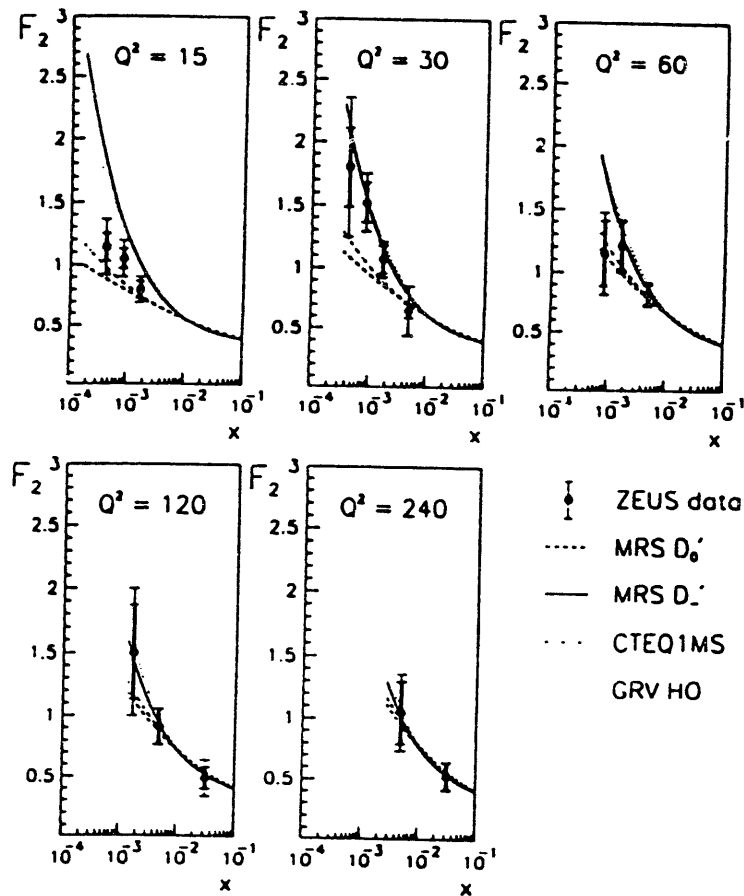 F₂
3
2.5
2
1.5
1
0.5
Q² = 15
10⁻⁴ 10⁻³ 10⁻² 10⁻¹
x
3
2.5
2
1.5
1
0.5
Q² = 30
10⁻⁴ 10⁻³ 10⁻² 10⁻¹
x
3
2.5
2
1.5
1
0.5
Q² = 60
10⁻⁴ 10⁻³ 10⁻² 10⁻¹
x
F₂
3
2.5
2
1.5
1
0.5
Q² = 120
10⁻⁴ 10⁻³ 10⁻² 10⁻¹
x
F₂
3
2.5
2
1.5
1
0.5
Q² = 240
10⁻⁴ 10⁻³ 10⁻² 10⁻¹
x
ZEUS data
MRS D₀′
MRS D₋′
CTEQ1MS
GRV HO